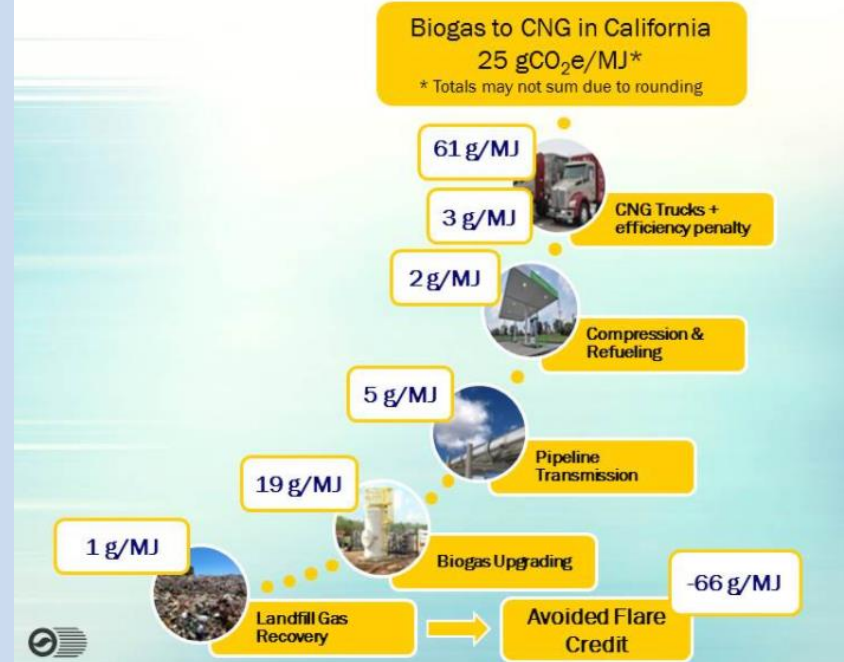 Biogas to CNG in California
25 gCO₂e/MJ*
* Totals may not sum due to rounding
61 g/MJ
3 g/MJ
CNG Trucks +
efficiency penalty
2 g/MJ
Compression &
Refueling
5 g/MJ
Pipeline
Transmission
19 g/MJ
Biogas Upgrading
1 g/MJ
Landfill Gas
Recovery
-66 g/MJ
Avoided Flare
Credit